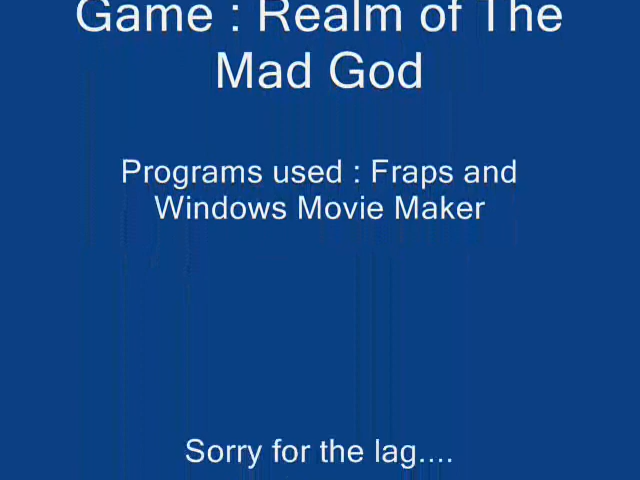 Game : Realm of The
Mad God
Programs used : Fraps and
Windows Movie Maker
Sorry for the lag....